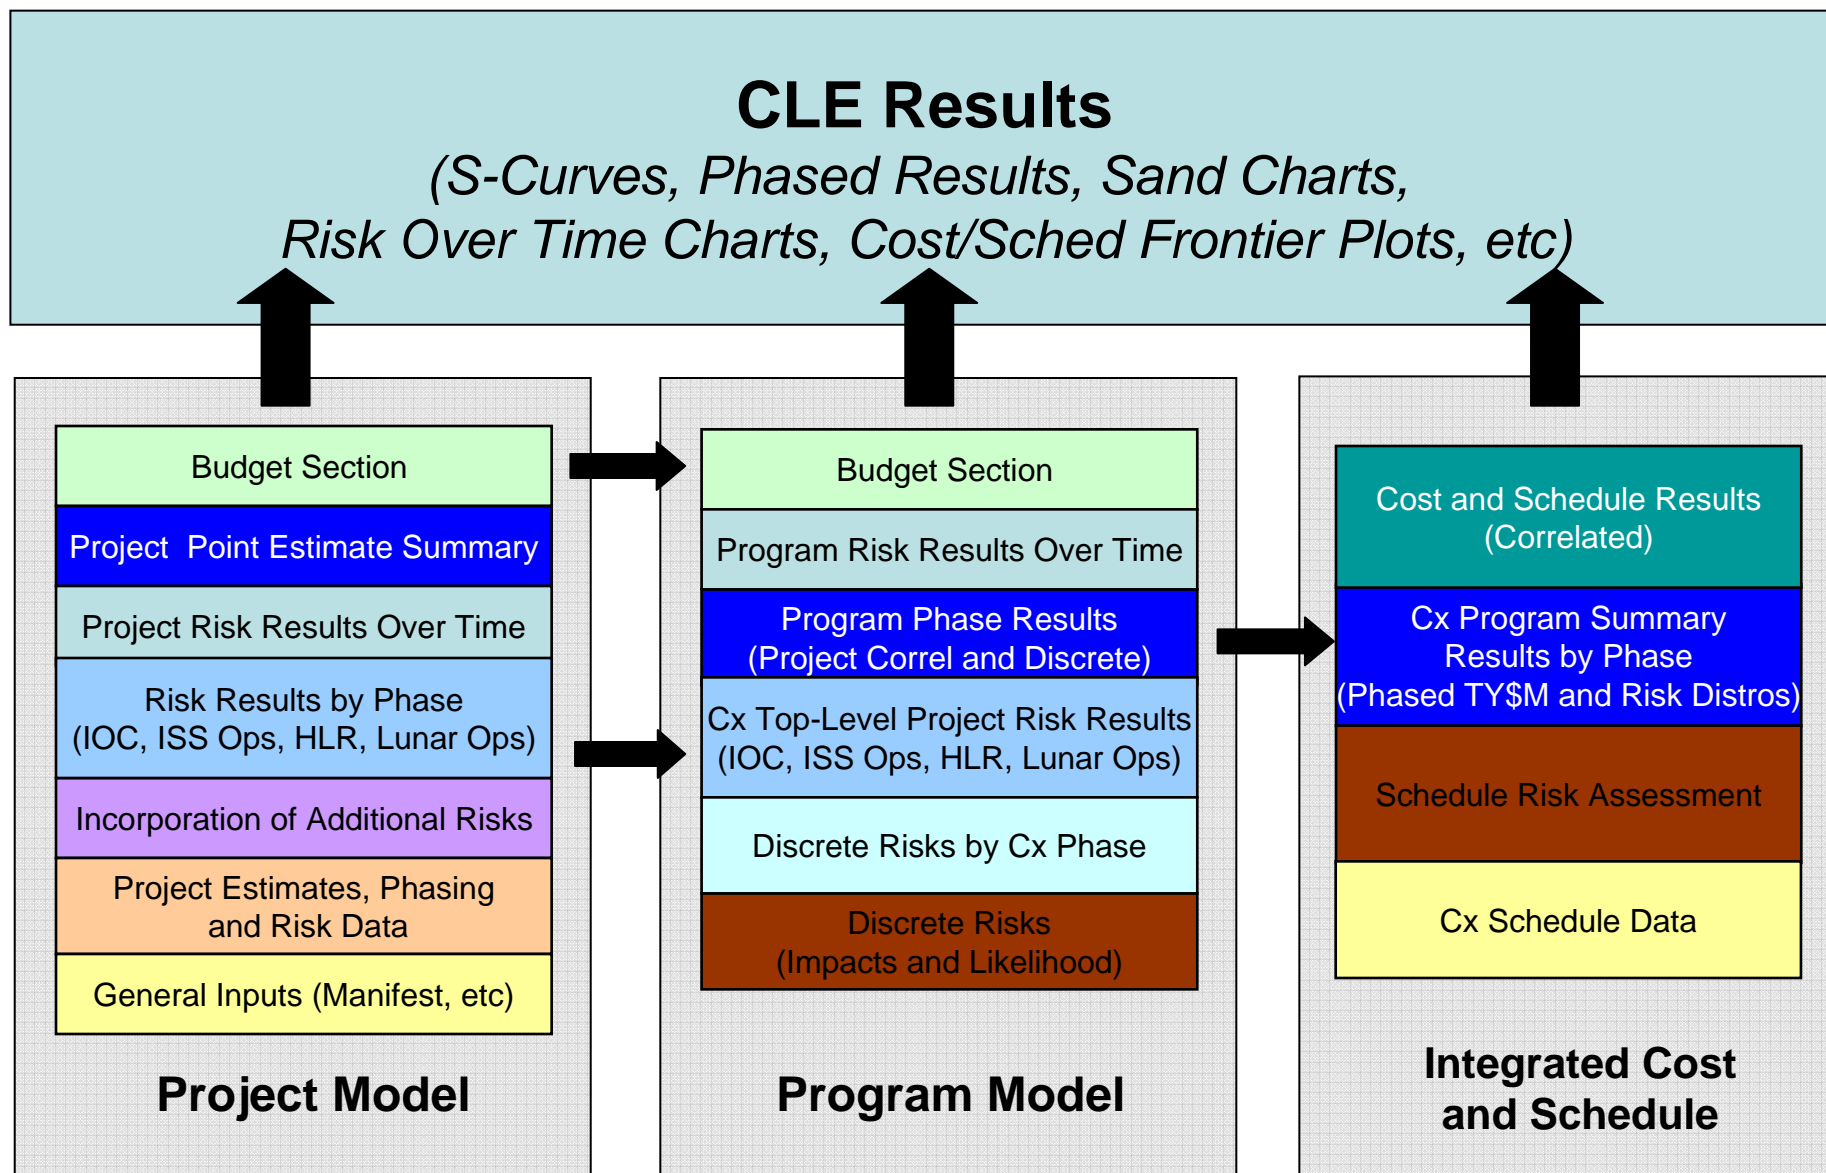 CLE Results
(S-Curves, Phased Results, Sand Charts,
Risk Over Time Charts, Cost/Sched Frontier Plots, etc)
Budget Section
Project Point Estimate Summary
Project Risk Results Over Time
Risk Results by Phase
(IOC, ISS Ops, HLR, Lunar Ops)
Incorporation of Additional Risks
Project Estimates, Phasing
and Risk Data
General Inputs (Manifest, etc)
Project Model
Budget Section
Program Risk Results Over Time
Program Phase Results
(Project Correl and Discrete)
Cx Top-Level Project Risk Results
(IOC, ISS Ops, HLR, Lunar Ops)
Discrete Risks by Cx Phase
Discrete Risks
(Impacts and Likelihood)
Program Model
Cost and Schedule Results
(Correlated)
Cx Program Summary
Results by Phase
(Phased TY$M and Risk Distros)
Schedule Risk Assessment
Cx Schedule Data
Integrated Cost
and Schedule